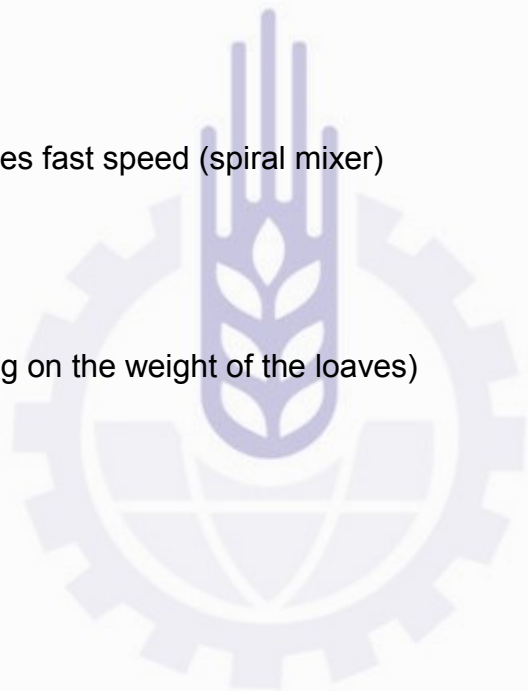 es fast speed (spiral mixer)
g on the weight of the loaves)